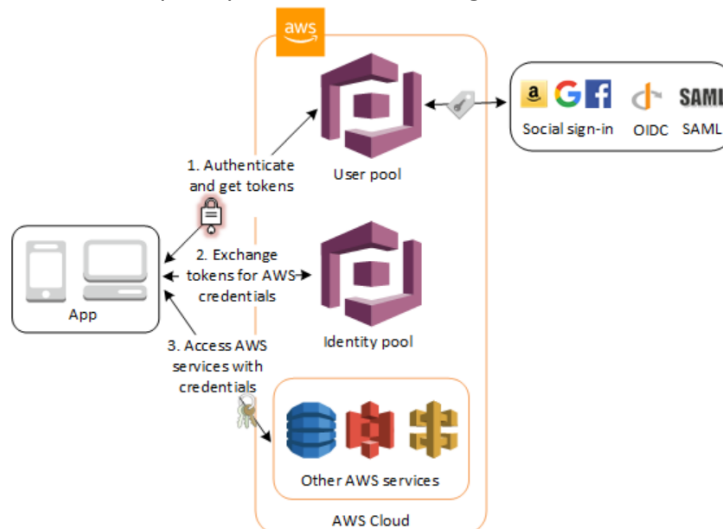 aws
a
SAML
Social sign-in
OIDC
SAML
1. Authenticate
and get tokens
User pool
2. Exchange
tokens for AWS
credentials
App
Identity pool
3. Access AWS
services with
credentials
Other AWS services
AWS Cloud